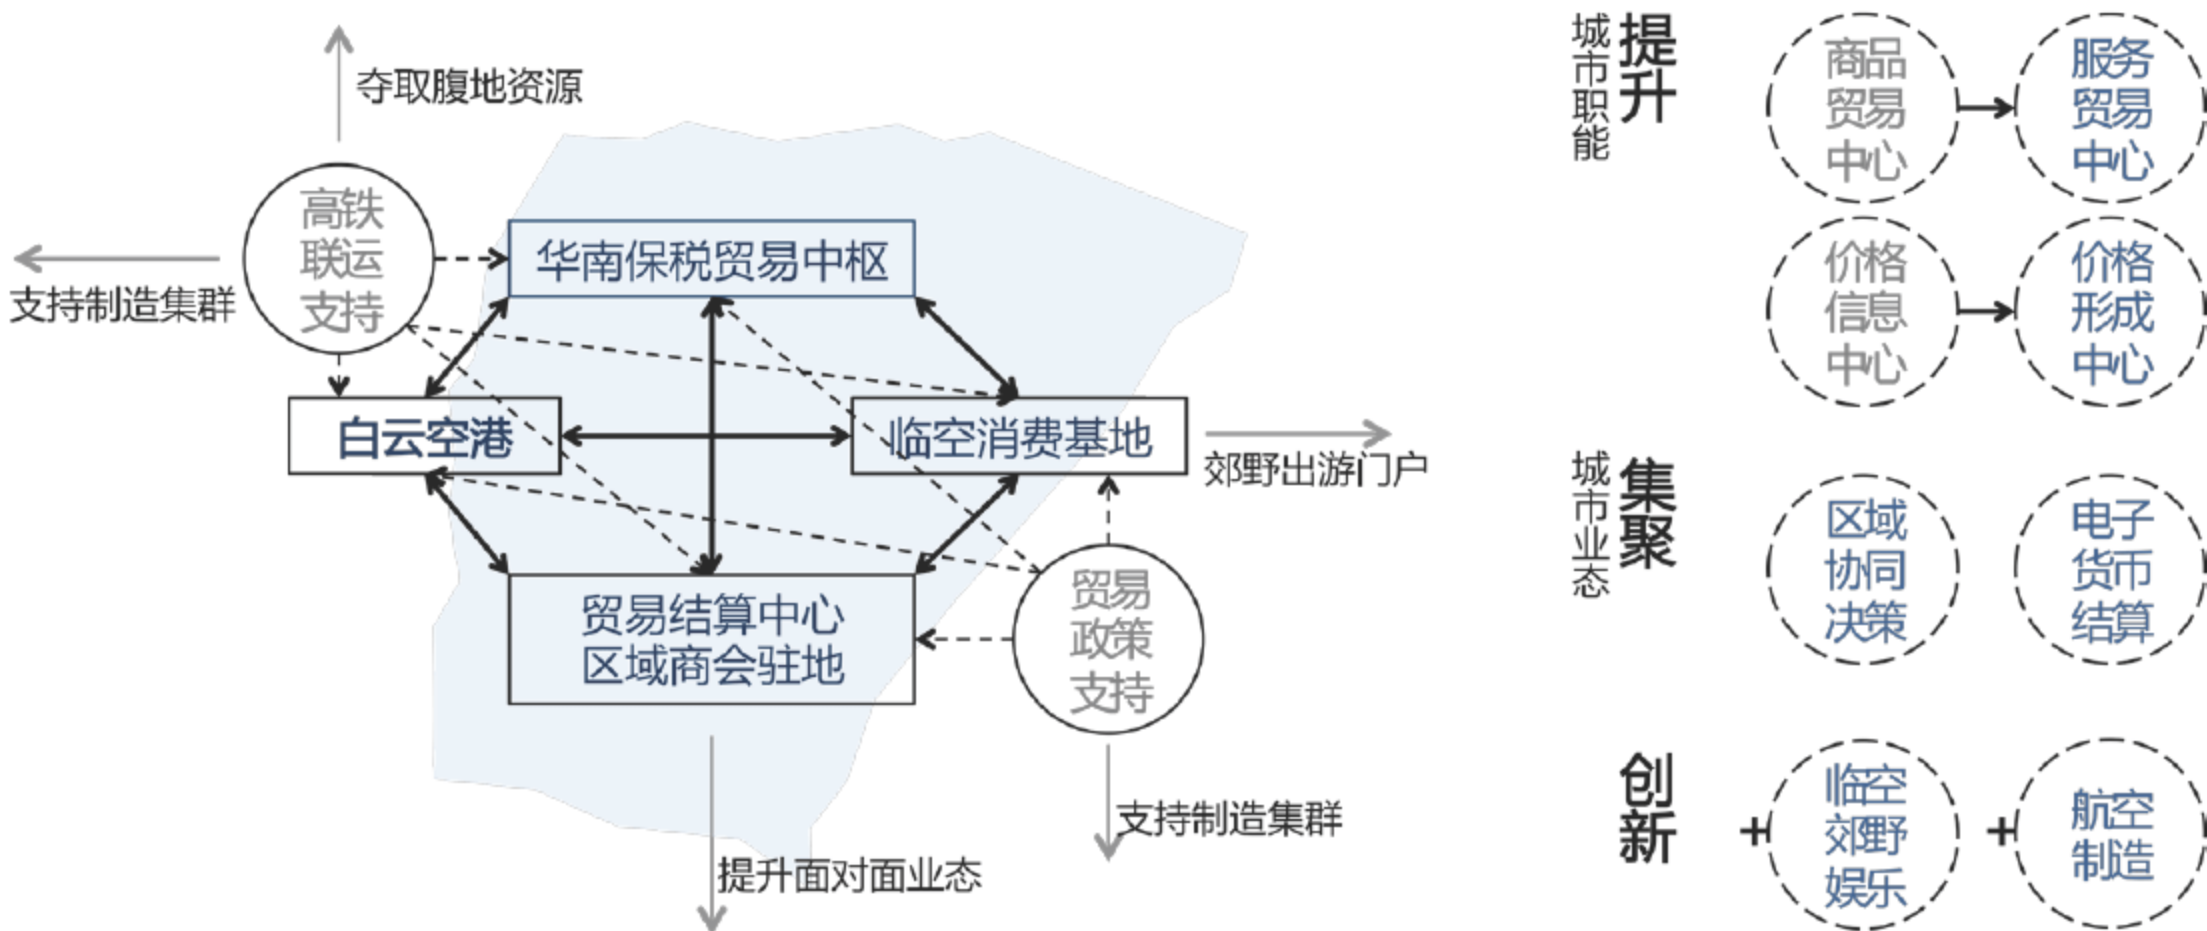 夺取腹地资源
高铁
联运
支持
支持制造集群
华南保税贸易中枢
白云空港
临空消费基地
郊野出游门户
贸易结算中心
区域商会驻地
贸易
政策
支持
支持制造集群
提升面对面业态
城市职能
提升
商品
贸易
中心
服务
贸易
中心
价格
信息
中心
价格
形成
中心
城市业态
集聚
区域
协同
决策
电子
货币
结算
创新
+
临空
郊野
娱乐
+
航空
制造